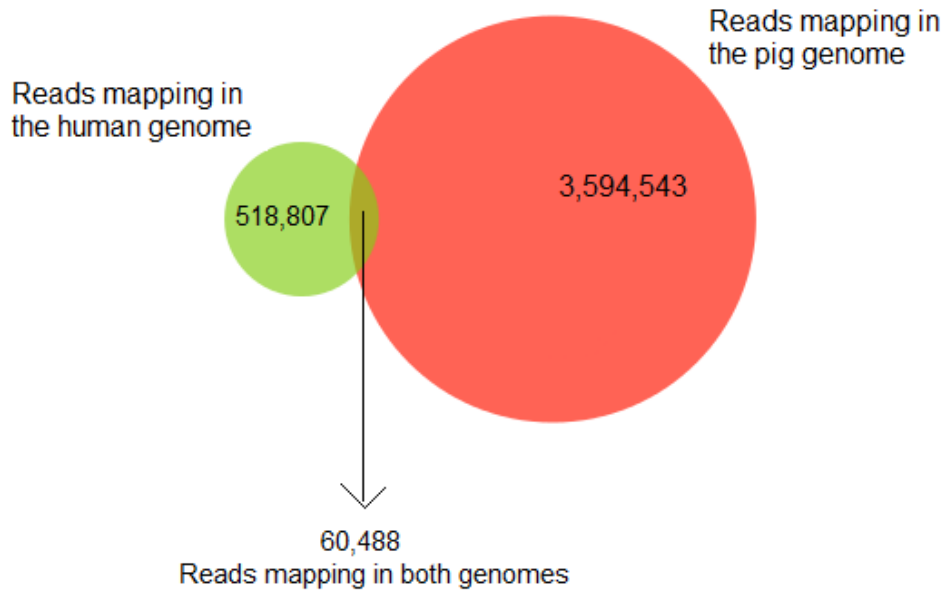 Reads mapping in
the pig genome
Reads mapping in
the human genome
518,807
3,594,543
60,488
Reads mapping in both genomes